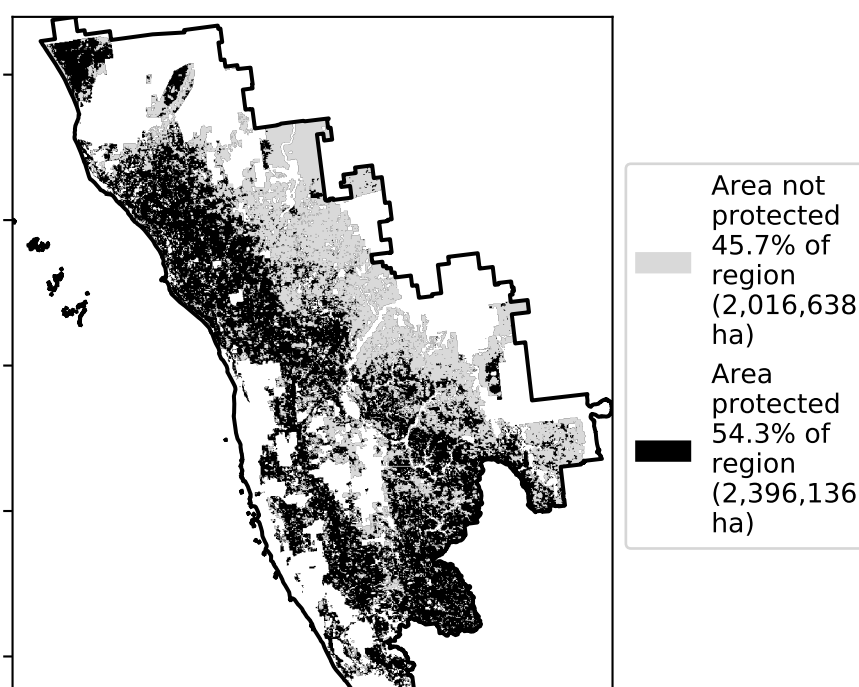 Area not
protected
45.7% of
region
(2,016,638
ha)
Area
protected
54.3% of
region
(2,396,136
ha)